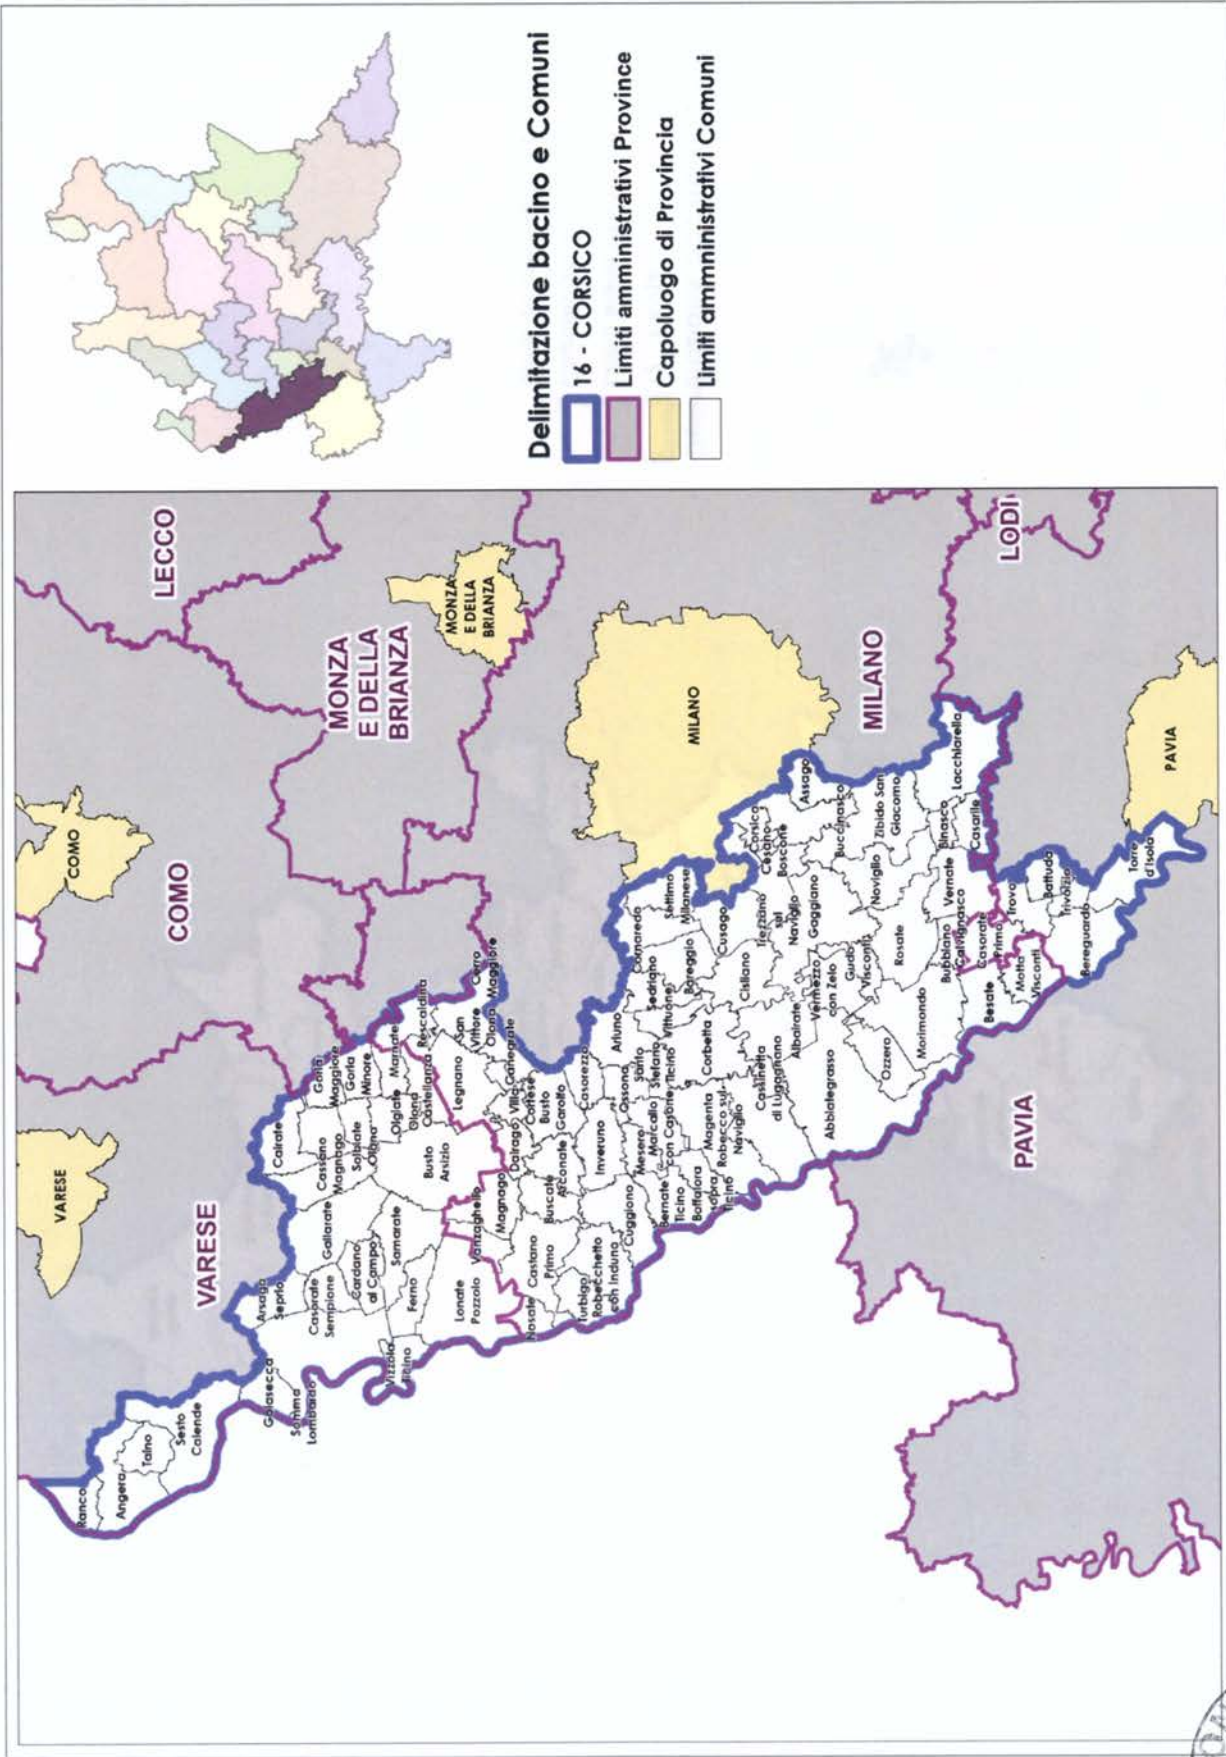 Delimitazione bacino e Comuni
16 - CORSICO
Limiti amministrativi Province
Capoluogo di Provincia
Limiti ammninistrativi Comuni
LECCO
COMO
COMO
VARESE
VARESE
MONZA
E DELLA
BRIANZA
MONZA
E DELLA
BRIANZA
MILANO
MILANO
LODI
PAVIA
PAVIA
Ranco
Angera
Taino
Sesto
Calende
Golasecca
Somma
Lombardo
Arsago
Seprio
Casorate
Sempione
Cardano
al Campo
Gallarate
Samarate
Ferno
Vizzola
Ticino
Lonate
Pozzolo
Cairate
Cassano
Magnago
Solbiate
Olona
Gorla
Maggiore
Gorla
Minore
Marnate
Olgiate
Olona
Castellanza
Busto
Arsizio
Rescaldina
Legnano
San
Vittore
Olona
Cerro
Maggiore
Canegrate
Villa
Cortese
Dairago
Busto
Garolfo
Casorezzo
Vanzaghello
Magnago
Buscate
Arconate
Inveruno
Nosate
Castano
Primo
Turbigo
Robecchetto
con Induno
Cuggiono
Arluno
Ossona
Santo
Stefano
Ticino
Mesero
Marcallo
con Casone
Bernate
Ticino
Boffalora
sopra
Ticino
Magenta
Robecco sul
Naviglio
Corbetta
Vittuone
Sedriano
Cornaredo
Bareggio
Settimo
Milanese
Cusago
Cisliano
Cassinetta
di Lugagnano
Albairate
Abbiategrasso
Vermezzo
con Zelo
Gudo
Visconti
Gaggiano
Trezzano
sul
Naviglio
Cesano
Boscone
Corsico
Assago
Buccinasco
Zibido San
Giacomo
Noviglio
Rosate
Ozzero
Morimondo
Bubbiano
Calvignasco
Vernate
Binasco
Casarile
Lacchiarella
Casorate
Primo
Besate
Motta
Visconti
Trovo
Battuda
Trivolzio
Bereguardo
Torre
d'Isola